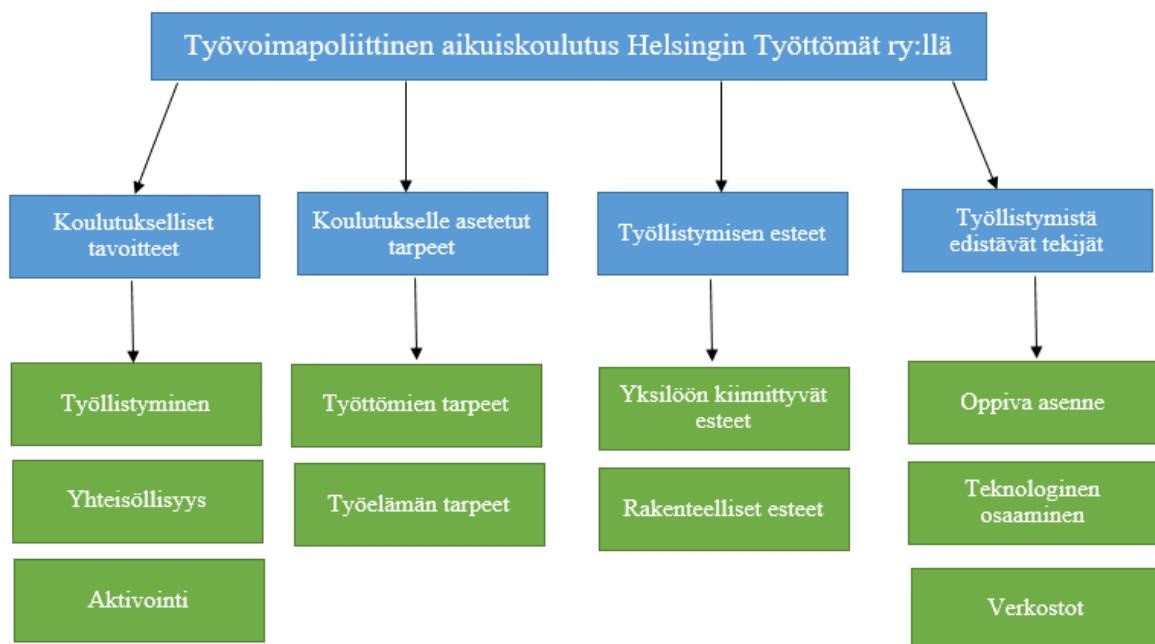 Työvoimapoliittinen aikuiskoulutus Helsingin Työttömät ry:llä
Koulutukselliset
tavoitteet
Koulutukselle asetetut
tarpeet
Työllistymisen esteet
Työllistymistä
edistävät tekijät
Työllistyminen
Yhteisöllisyys
Aktivointi
Työttömien tarpeet
Työelämän tarpeet
Yksilöön kiinnittyvät
esteet
Rakenteelliset esteet
Oppiva asenne
Teknologinen
osaaminen
Verkostot